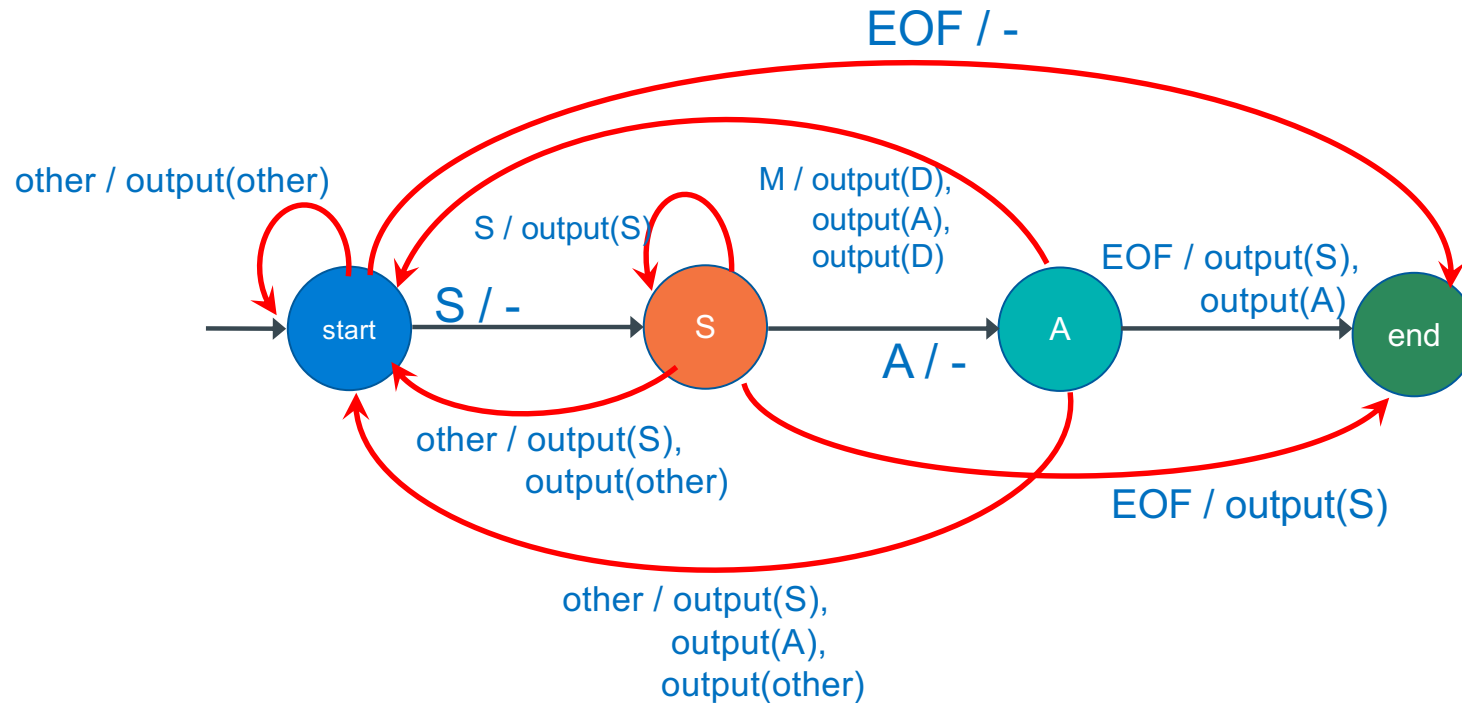 EOF / -
other / output(other)
M / output(D),
output(A),
output(D)
S / output(S)
EOF / output(S),
output(A)
S / -
start
S
A
end
A / -
other / output(S),
output(other)
EOF / output(S)
other / output(S),
output(A),
output(other)